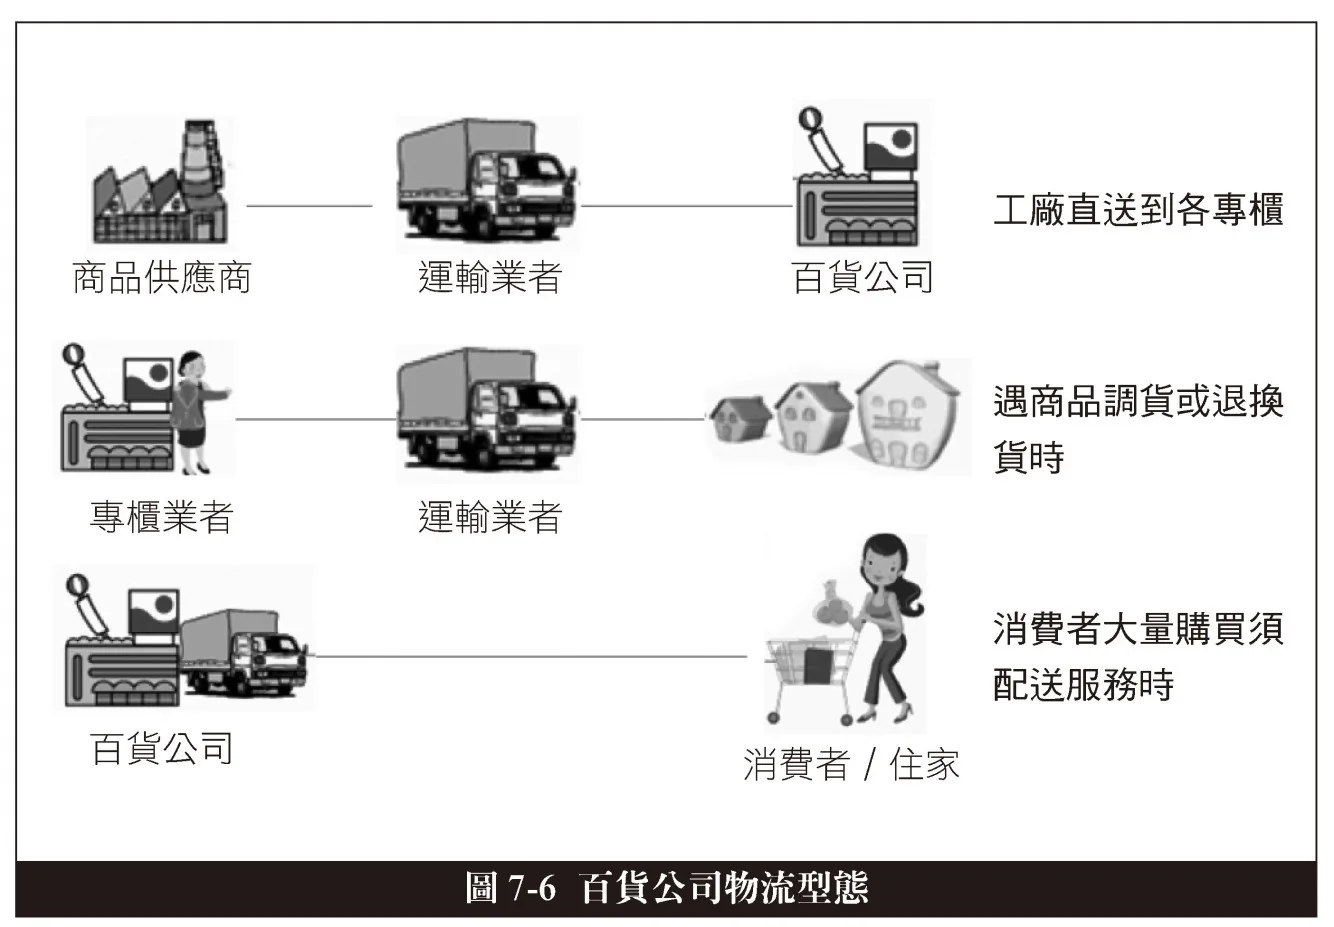 工廠直送到各專櫃
商品供應商
運輸業者
百貨公司
遇商品調貨或退換
貨時
專櫃業者
運輸業者
消費者大量購買須
配送服務時
百貨公司
消費者 / 住家
圖 7-6 百貨公司物流型態